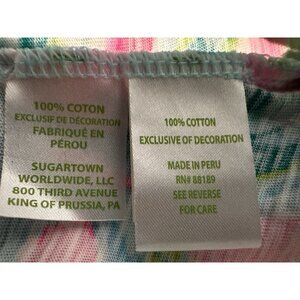 100% COTON
EXCLUSIF DE DÉCORATION
FABRIQUÉ EN
PÉROU
SUGARTOWN
WORLDWIDE, LLC
800 THIRD AVENUE
KING OF PRUSSIA, PA
100% COTTON
EXCLUSIVE OF DECORATION
MADE IN PERU
RN# 88189
SEE REVERSE
FOR CARE